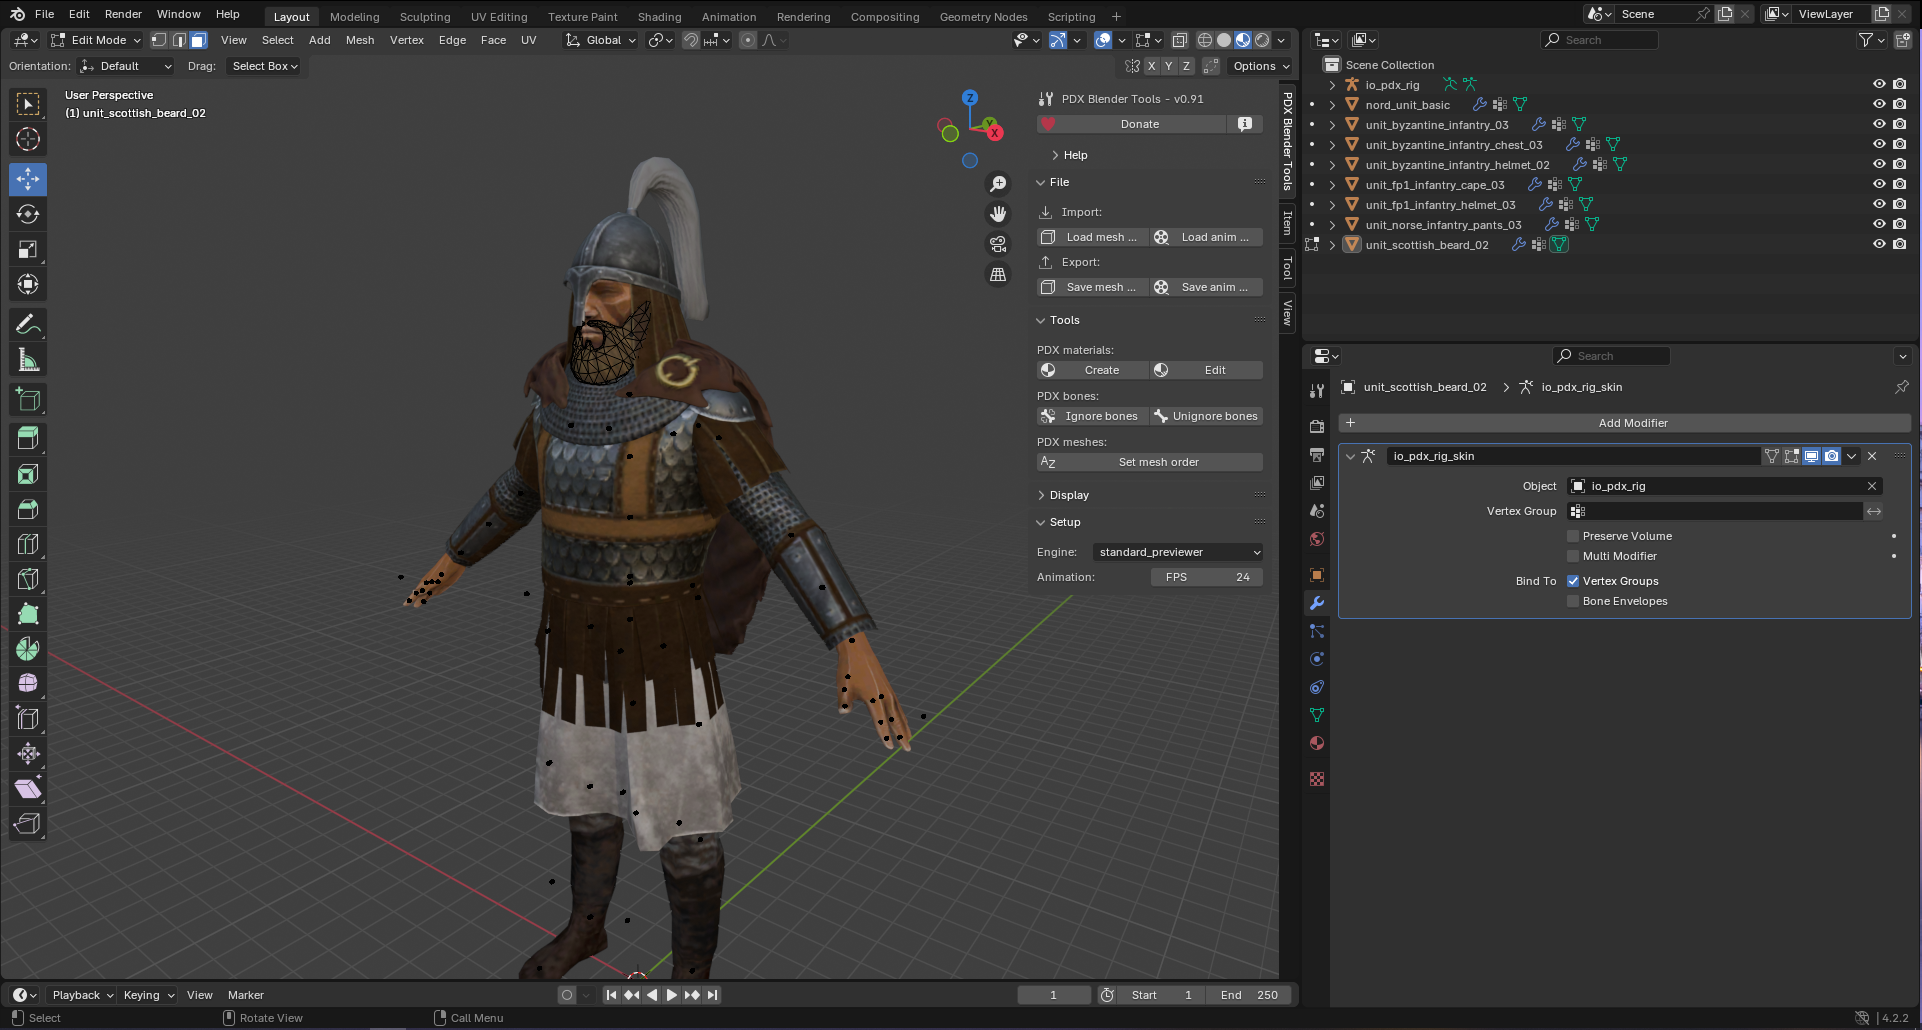 File Edit Render Window Help Layout Modeling Sculpting UV Editing Texture Paint Shading Animation Rendering Compositing Geometry Nodes Scripting + Scene ViewLayer
Edit Mode View Select Add Mesh Vertex Edge Face UV Global Search
Orientation: Default Drag: Select Box X Y Z Options
User Perspective
(1) unit_scottish_beard_02
Z
Y
X
PDX Blender Tools - v0.91
Donate
Help
File
Import:
Load mesh ... Load anim ...
Export:
Save mesh ... Save anim ...
Tools
PDX materials:
Create Edit
PDX bones:
Ignore bones Unignore bones
PDX meshes:
AZ Set mesh order
Display
Setup
Engine: standard_previewer
Animation: FPS 24
PDX Blender Tools
Item
Tool
View
Scene Collection
io_pdx_rig
nord_unit_basic
unit_byzantine_infantry_03
unit_byzantine_infantry_chest_03
unit_byzantine_infantry_helmet_02
unit_fp1_infantry_cape_03
unit_fp1_infantry_helmet_03
unit_norse_infantry_pants_03
unit_scottish_beard_02
Search
unit_scottish_beard_02 > io_pdx_rig_skin
+ Add Modifier
io_pdx_rig_skin
Object io_pdx_rig
Vertex Group
Preserve Volume
Multi Modifier
Bind To Vertex Groups
Bone Envelopes
Playback Keying View Marker 1 Start 1 End 250
Select Rotate View Call Menu 4.2.2